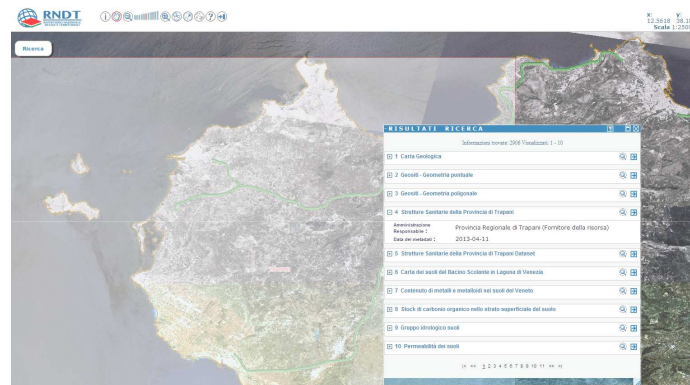 RNDT
X: Y:
12.5618 38.1
Scala 1:250
Ricerca
RISULTATI RICERCA
Informazioni trovate: 2906 Visualizzati: 1 - 10
1 Carta Geologica
2 Geositi - Geometria puntuale
3 Geositi - Geometria poligonale
4 Strutture Sanitarie della Provincia di Trapani
Amministrazione Responsabile : Provincia Regionale di Trapani (Fornitore della risorsa)
Data dei metadati : 2013-04-11
5 Strutture Sanitarie della Provincia di Trapani Dataset
6 Carta dei suoli del Bacino Scolante in Laguna di Venezia
7 Contenuto di metalli e metalloidi nei suoli del Veneto
8 Stock di carbonio organico nello strato superficiale del suolo
9 Gruppo idrologico suoli
10 Permeabilità dei suoli
|< << 1 2 3 4 5 6 7 8 9 10 11 >> >|